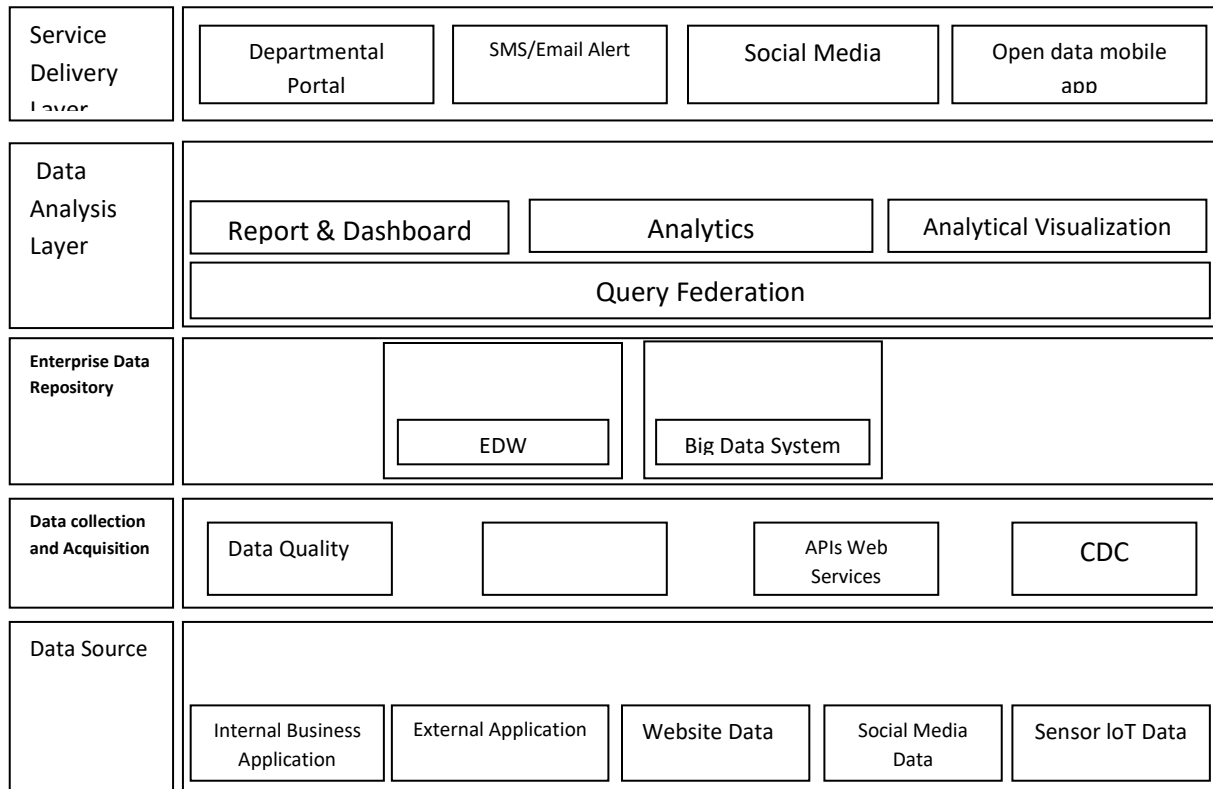 Service
Delivery
Layer
Departmental
Portal
SMS/Email Alert
Social Media
Open data mobile
app
Data
Analysis
Layer
Report & Dashboard
Analytics
Analytical Visualization
Query Federation
Enterprise Data
Repository
EDW
Big Data System
Data collection
and Acquisition
Data Quality
APIs Web
Services
CDC
Data Source
Internal Business
Application
External Application
Website Data
Social Media
Data
Sensor IoT Data